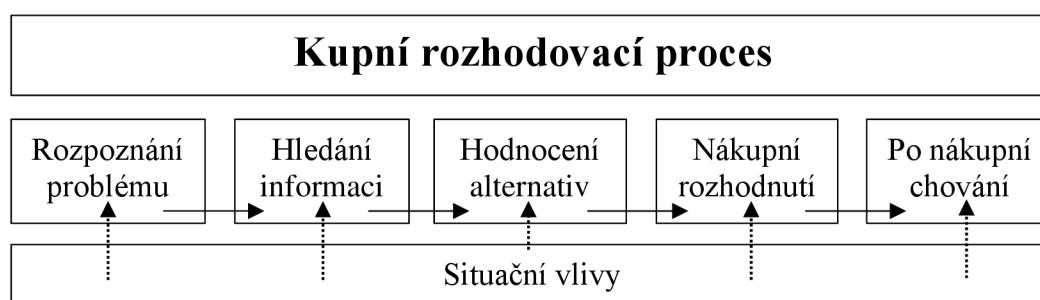 Kupní rozhodovací proces
Rozpoznání
problému
Hledání
informaci
Hodnocení
alternativ
Nákupní
rozhodnutí
Po nákupní
chování
Situační vlivy